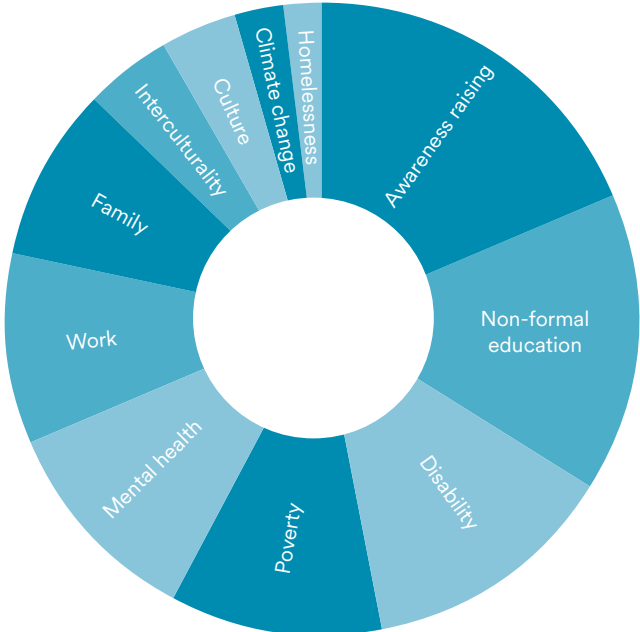 Awareness raising
Non-formal
education
Disability
Poverty
Mental health
Work
Family
Interculturality
Culture
Climate change
Homelessness